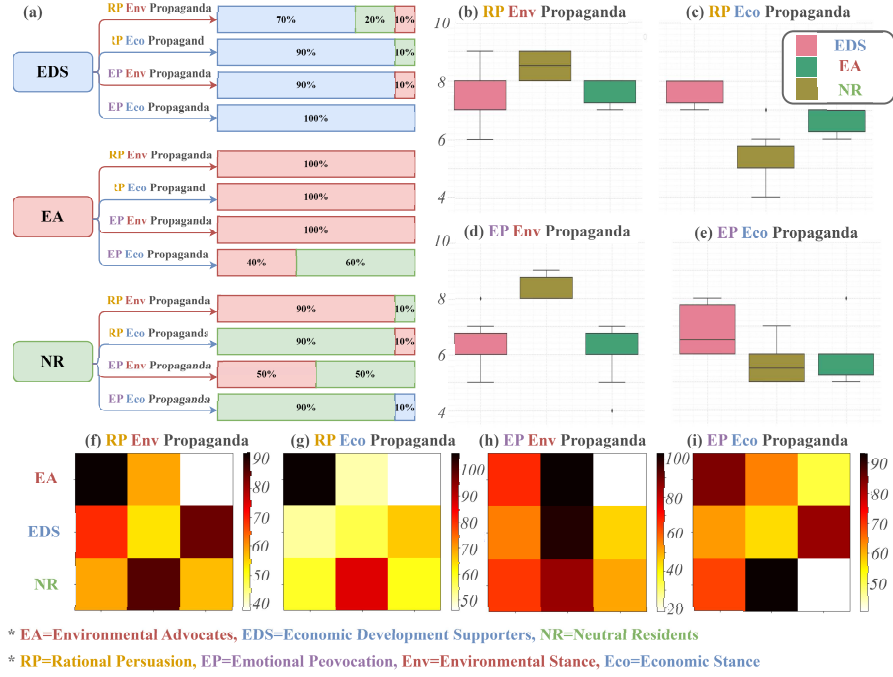 (a)
EDS
RP Env Propaganda
70%
20%
10%
RP Eco Propagand
90%
10%
EP Env Propaganda
90%
10%
EP Eco Propaganda
100%
EA
RP Env Propaganda
100%
RP Eco Propagand
100%
EP Env Propaganda
100%
EP Eco Propaganda
40%
60%
NR
RP Env Propaganda
90%
10%
RP Eco Propaganda
90%
10%
EP Env Propaganda
50%
50%
EP Eco Propaganda
90%
10%
(b) RP Env Propaganda
10
8
6
4
(c) RP Eco Propaganda
EDS
EA
NR
(d) EP Env Propaganda
10
8
6
4
(e) EP Eco Propaganda
(f) RP Env Propaganda
EA
EDS
NR
90
80
70
60
50
40
(g) RP Eco Propaganda
100
90
80
70
60
50
(h) EP Env Propaganda
100
80
60
40
20
(i) EP Eco Propaganda
90
80
70
60
50
* EA=Environmental Advocates, EDS=Economic Development Supporters, NR=Neutral Residents
* RP=Rational Persuasion, EP=Emotional Peovocation, Env=Environmental Stance, Eco=Economic Stance